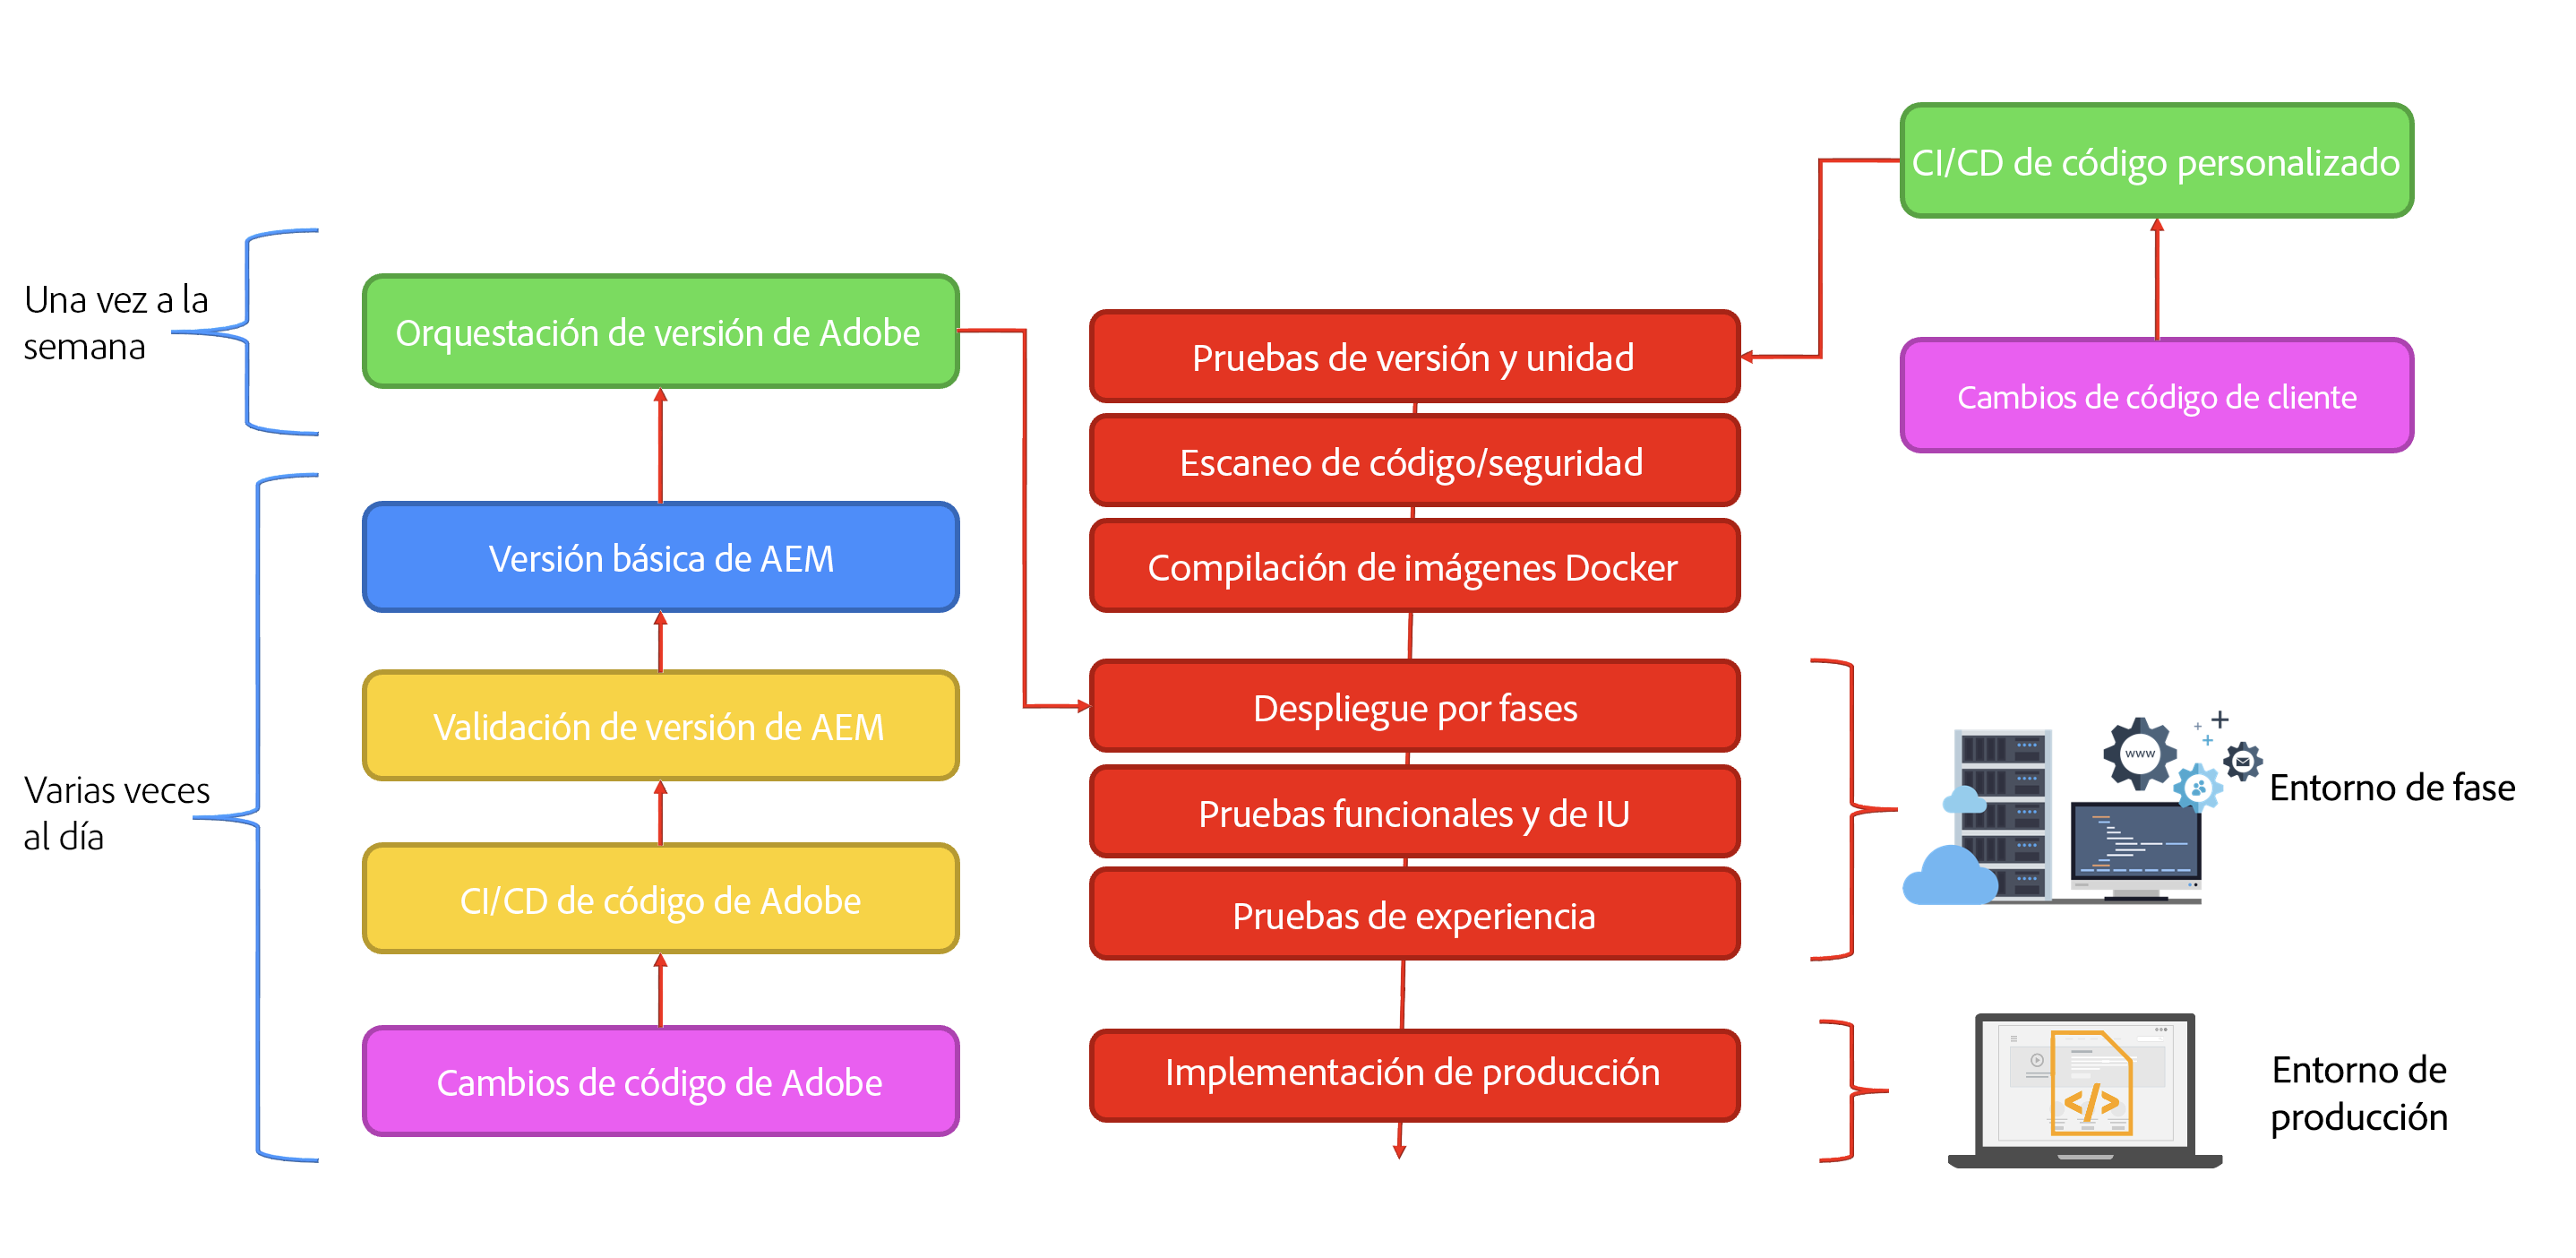 Una vez a la
semana
Varias veces
al día
Orquestación de versión de Adobe
Versión básica de AEM
Validación de versión de AEM
CI/CD de código de Adobe
Cambios de código de Adobe
Pruebas de versión y unidad
Escaneo de código/seguridad
Compilación de imágenes Docker
Despliegue por fases
Pruebas funcionales y de IU
Pruebas de experiencia
Implementación de producción
CI/CD de código personalizado
Cambios de código de cliente
www
Entorno de fase
</>
Entorno de
producción